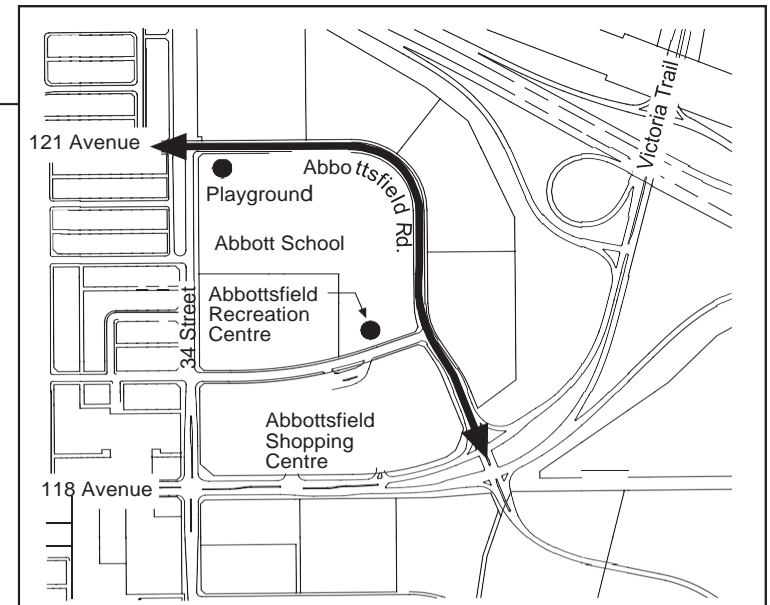 121 Avenue
Victoria Trail
Abbottsfield Rd.
Playground
Abbott School
Abbottsfield
Recreation
Centre
34 Street
Abbottsfield
Shopping
Centre
118 Avenue